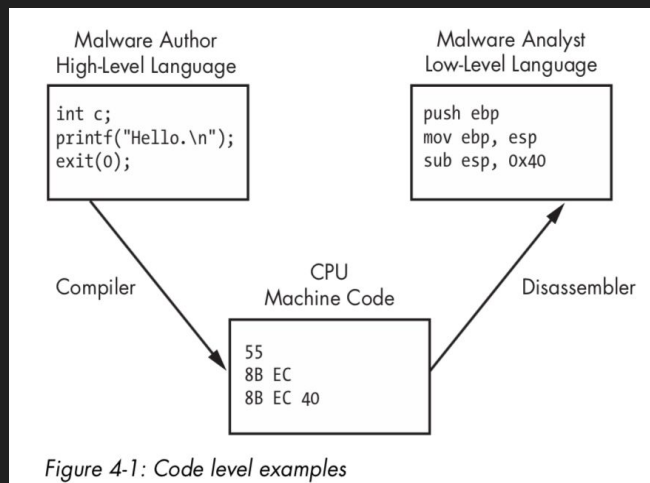 Malware Author
High-Level Language
int c;
printf("Hello.\n");
exit(0);
Compiler
CPU
Machine Code
55
8B EC
8B EC 40
Disassembler
Malware Analyst
Low-Level Language
push ebp
mov ebp, esp
sub esp, 0x40
Figure 4-1: Code level examples